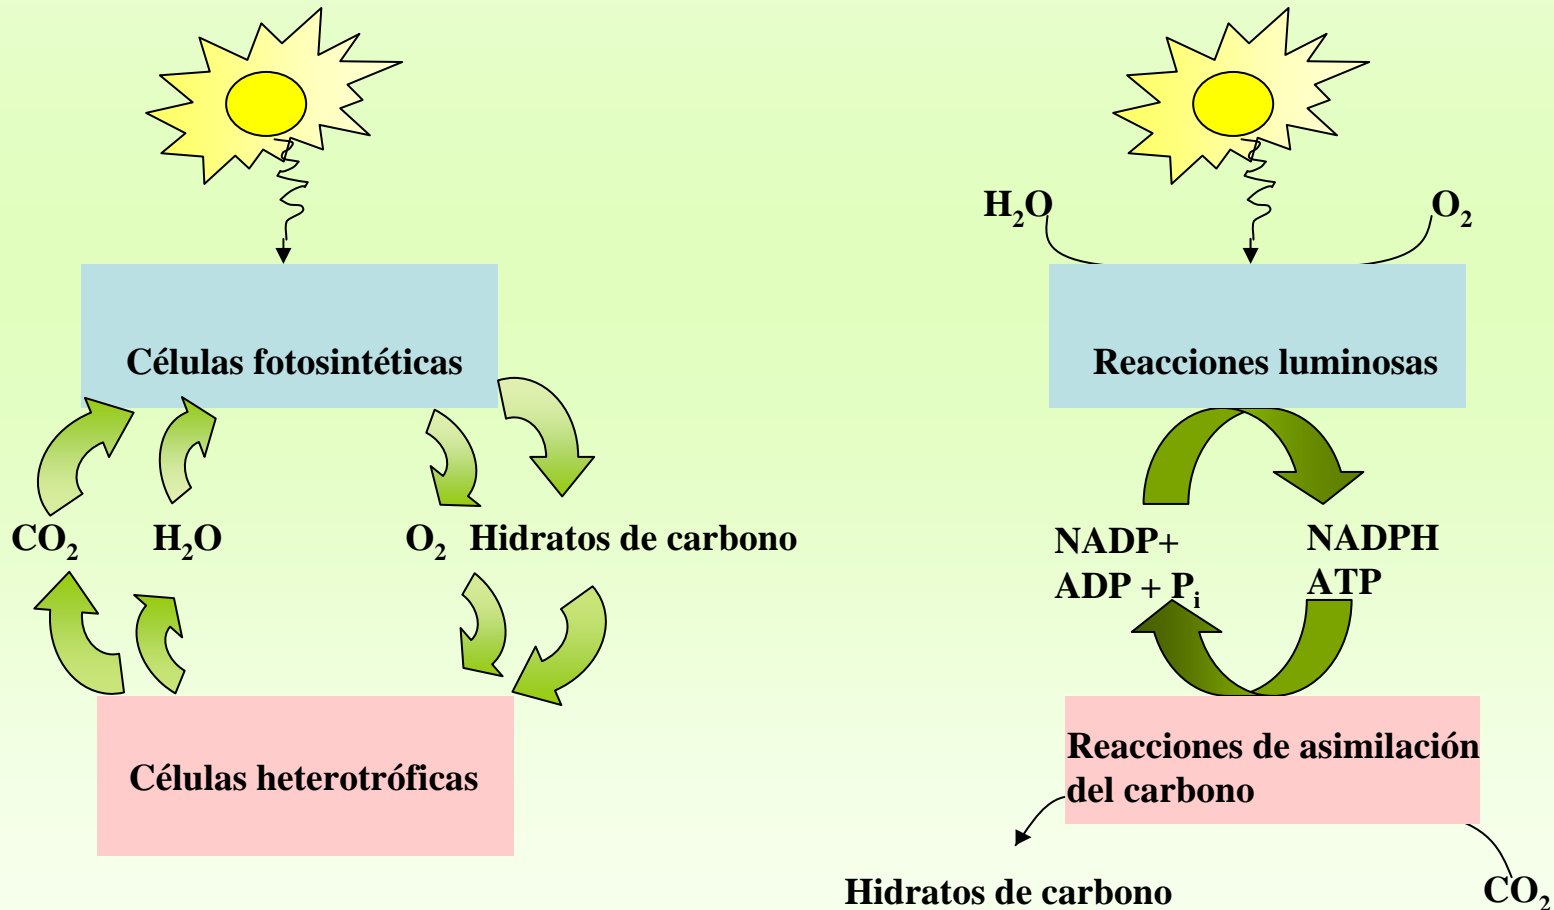 Células fotosintéticas
CO₂ H₂O O₂ Hidratos de carbono
Células heterotróficas
H₂O O₂
Reacciones luminosas
NADP+ NADPH
ADP + Pᵢ ATP
Reacciones de asimilación
del carbono
Hidratos de carbono CO₂